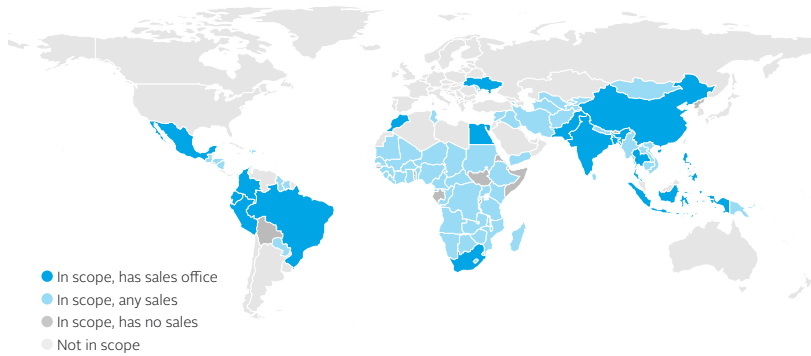 In scope, has sales office
In scope, any sales
In scope, has no sales
Not in scope